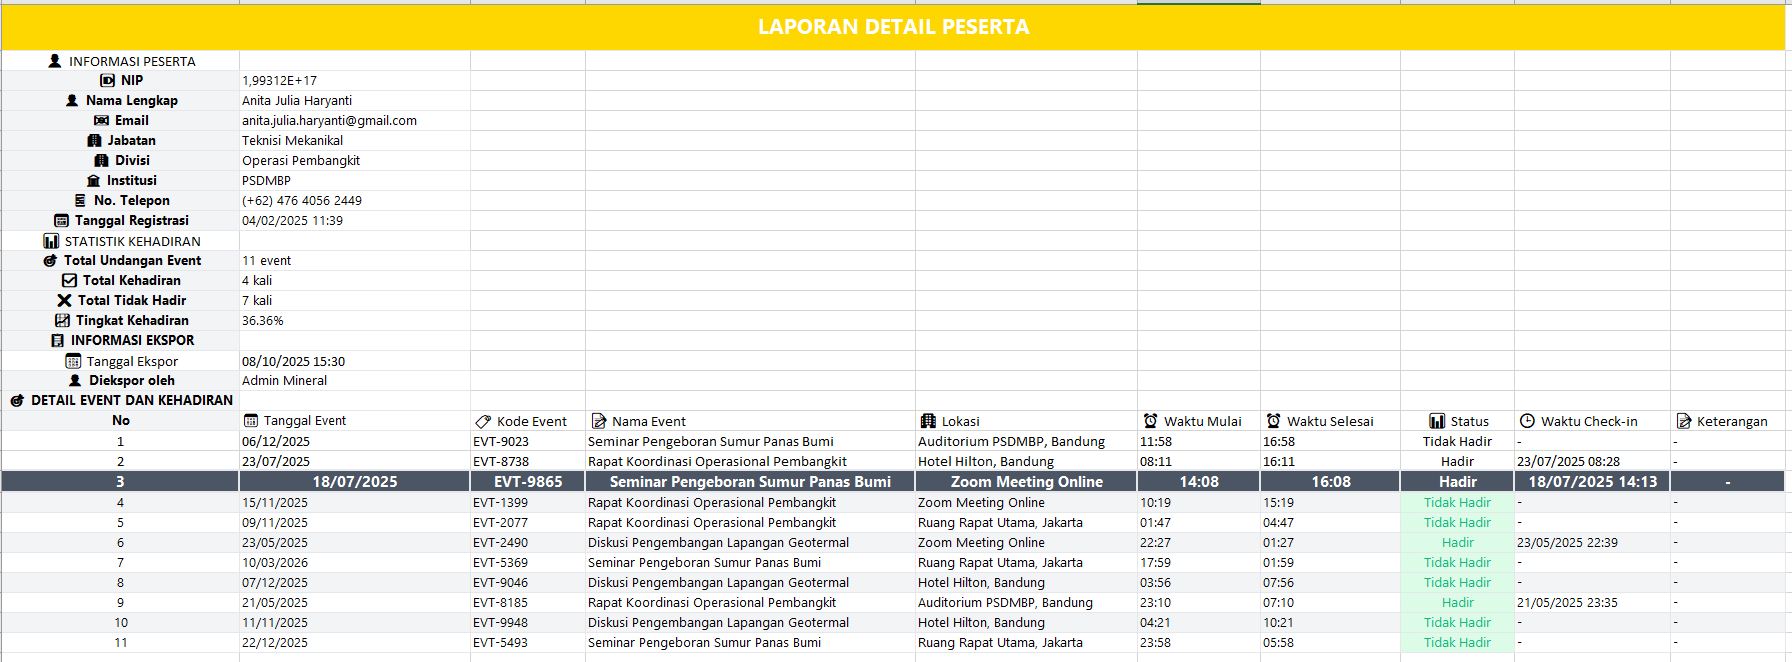 LAPORAN DETAIL PESERTA
INFORMASI PESERTA
NIP 1,99312E+17
Nama Lengkap Anita Julia Haryanti
Email anita.julia.haryanti@gmail.com
Jabatan Teknisi Mekanikal
Divisi Operasi Pembangkit
Institusi PSDMBP
No. Telepon (+62) 476 4056 2449
Tanggal Registrasi 04/02/2025 11:39
STATISTIK KEHADIRAN
Total Undangan Event 11 event
Total Kehadiran 4 kali
Total Tidak Hadir 7 kali
Tingkat Kehadiran 36.36%
INFORMASI EKSPOR
Tanggal Ekspor 08/10/2025 15:30
Diekspor oleh Admin Mineral
DETAIL EVENT DAN KEHADIRAN
No Tanggal Event Kode Event Nama Event Lokasi Waktu Mulai Waktu Selesai Status Waktu Check-in Keterangan
1 06/12/2025 EVT-9023 Seminar Pengeboran Sumur Panas Bumi Auditorium PSDMBP, Bandung 11:58 16:58 Tidak Hadir - -
2 23/07/2025 EVT-8738 Rapat Koordinasi Operasional Pembangkit Hotel Hilton, Bandung 08:11 16:11 Hadir 23/07/2025 08:28 -
3 18/07/2025 EVT-9865 Seminar Pengeboran Sumur Panas Bumi Zoom Meeting Online 14:08 16:08 Hadir 18/07/2025 14:13 -
4 15/11/2025 EVT-1399 Rapat Koordinasi Operasional Pembangkit Zoom Meeting Online 10:19 15:19 Tidak Hadir - -
5 09/11/2025 EVT-2077 Rapat Koordinasi Operasional Pembangkit Ruang Rapat Utama, Jakarta 01:47 04:47 Tidak Hadir - -
6 23/05/2025 EVT-2490 Diskusi Pengembangan Lapangan Geotermal Zoom Meeting Online 22:27 01:27 Hadir 23/05/2025 22:39 -
7 10/03/2026 EVT-5369 Seminar Pengeboran Sumur Panas Bumi Ruang Rapat Utama, Jakarta 17:59 01:59 Tidak Hadir - -
8 07/12/2025 EVT-9046 Diskusi Pengembangan Lapangan Geotermal Hotel Hilton, Bandung 03:56 07:56 Tidak Hadir - -
9 21/05/2025 EVT-8185 Rapat Koordinasi Operasional Pembangkit Auditorium PSDMBP, Bandung 23:10 07:10 Hadir 21/05/2025 23:35 -
10 11/11/2025 EVT-9948 Diskusi Pengembangan Lapangan Geotermal Hotel Hilton, Bandung 04:21 10:21 Tidak Hadir - -
11 22/12/2025 EVT-5493 Seminar Pengeboran Sumur Panas Bumi Ruang Rapat Utama, Jakarta 23:58 05:58 Tidak Hadir - -